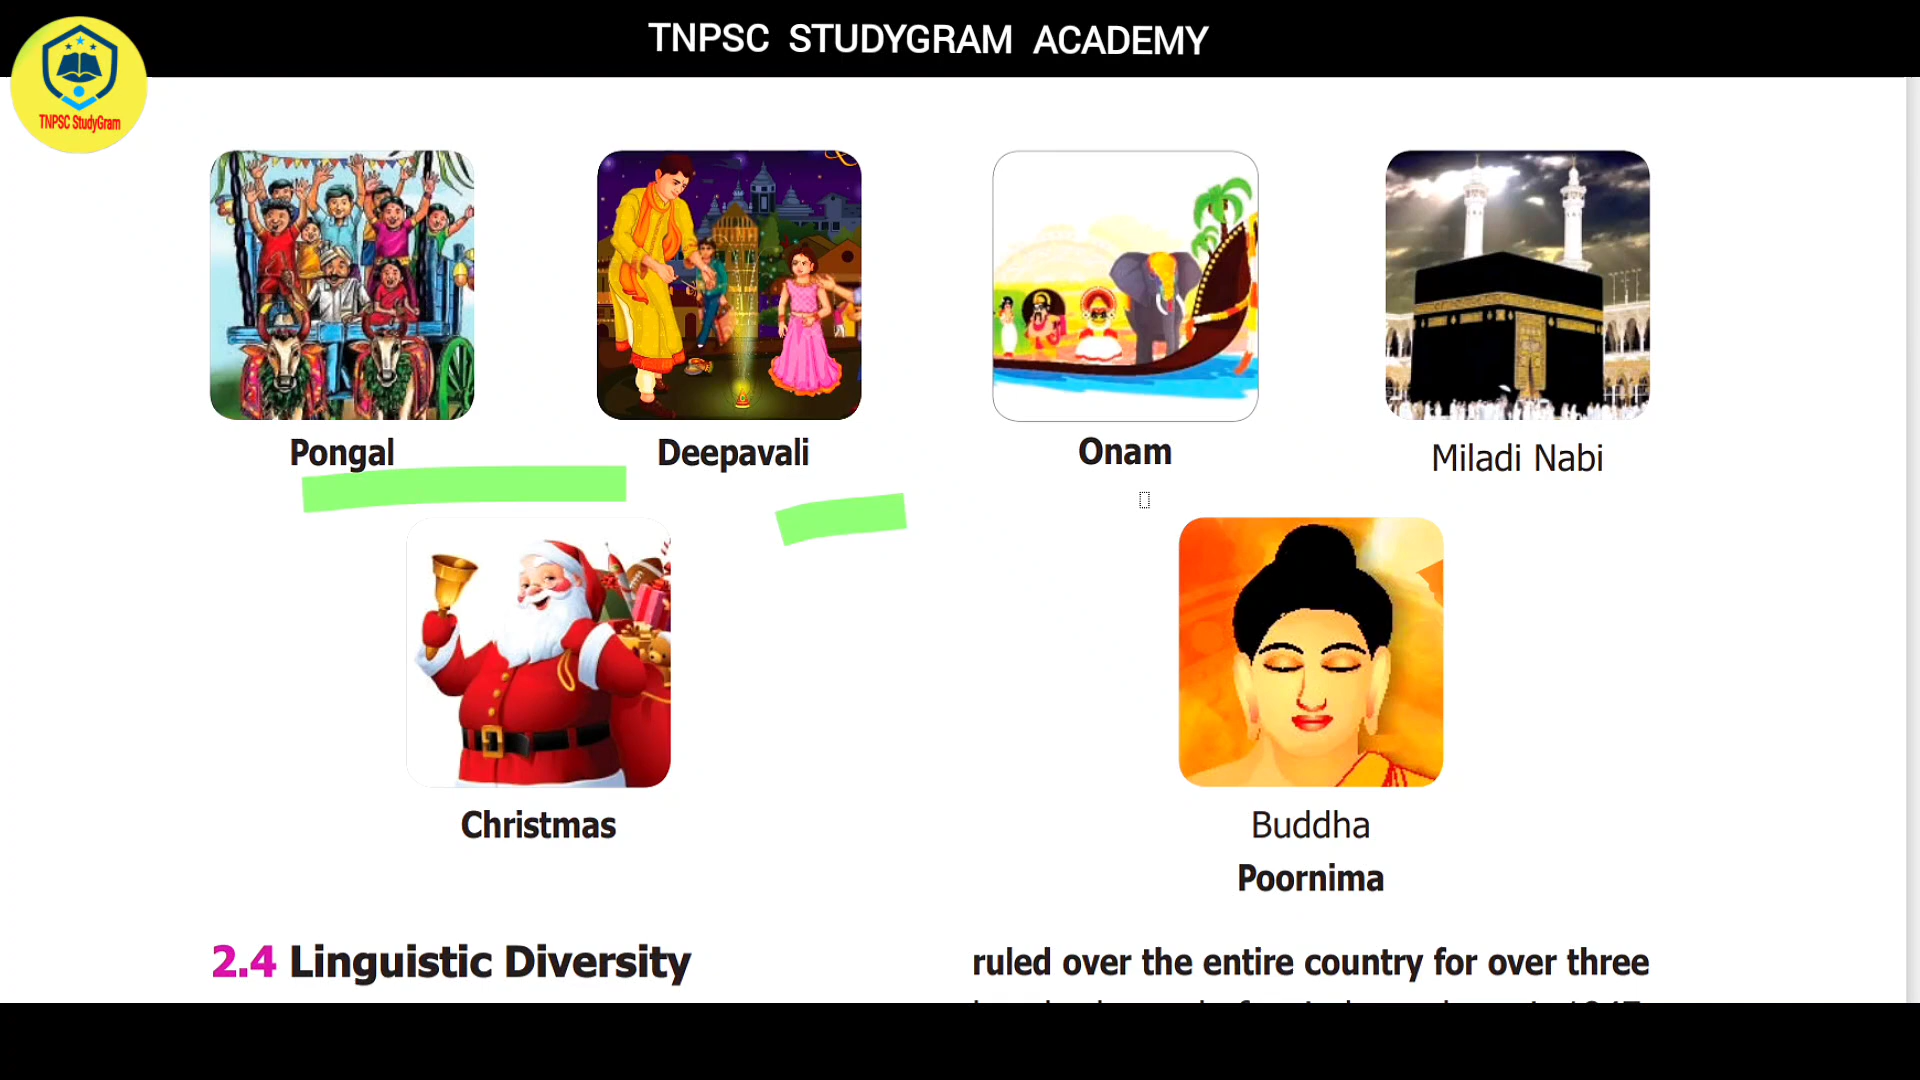 TNPSC STUDYGRAM ACADEMY
TNPSC StudyGram
Pongal
Deepavali
Onam
Miladi Nabi
Christmas
Buddha
Poornima
2.4 Linguistic Diversity
ruled over the entire country for over three